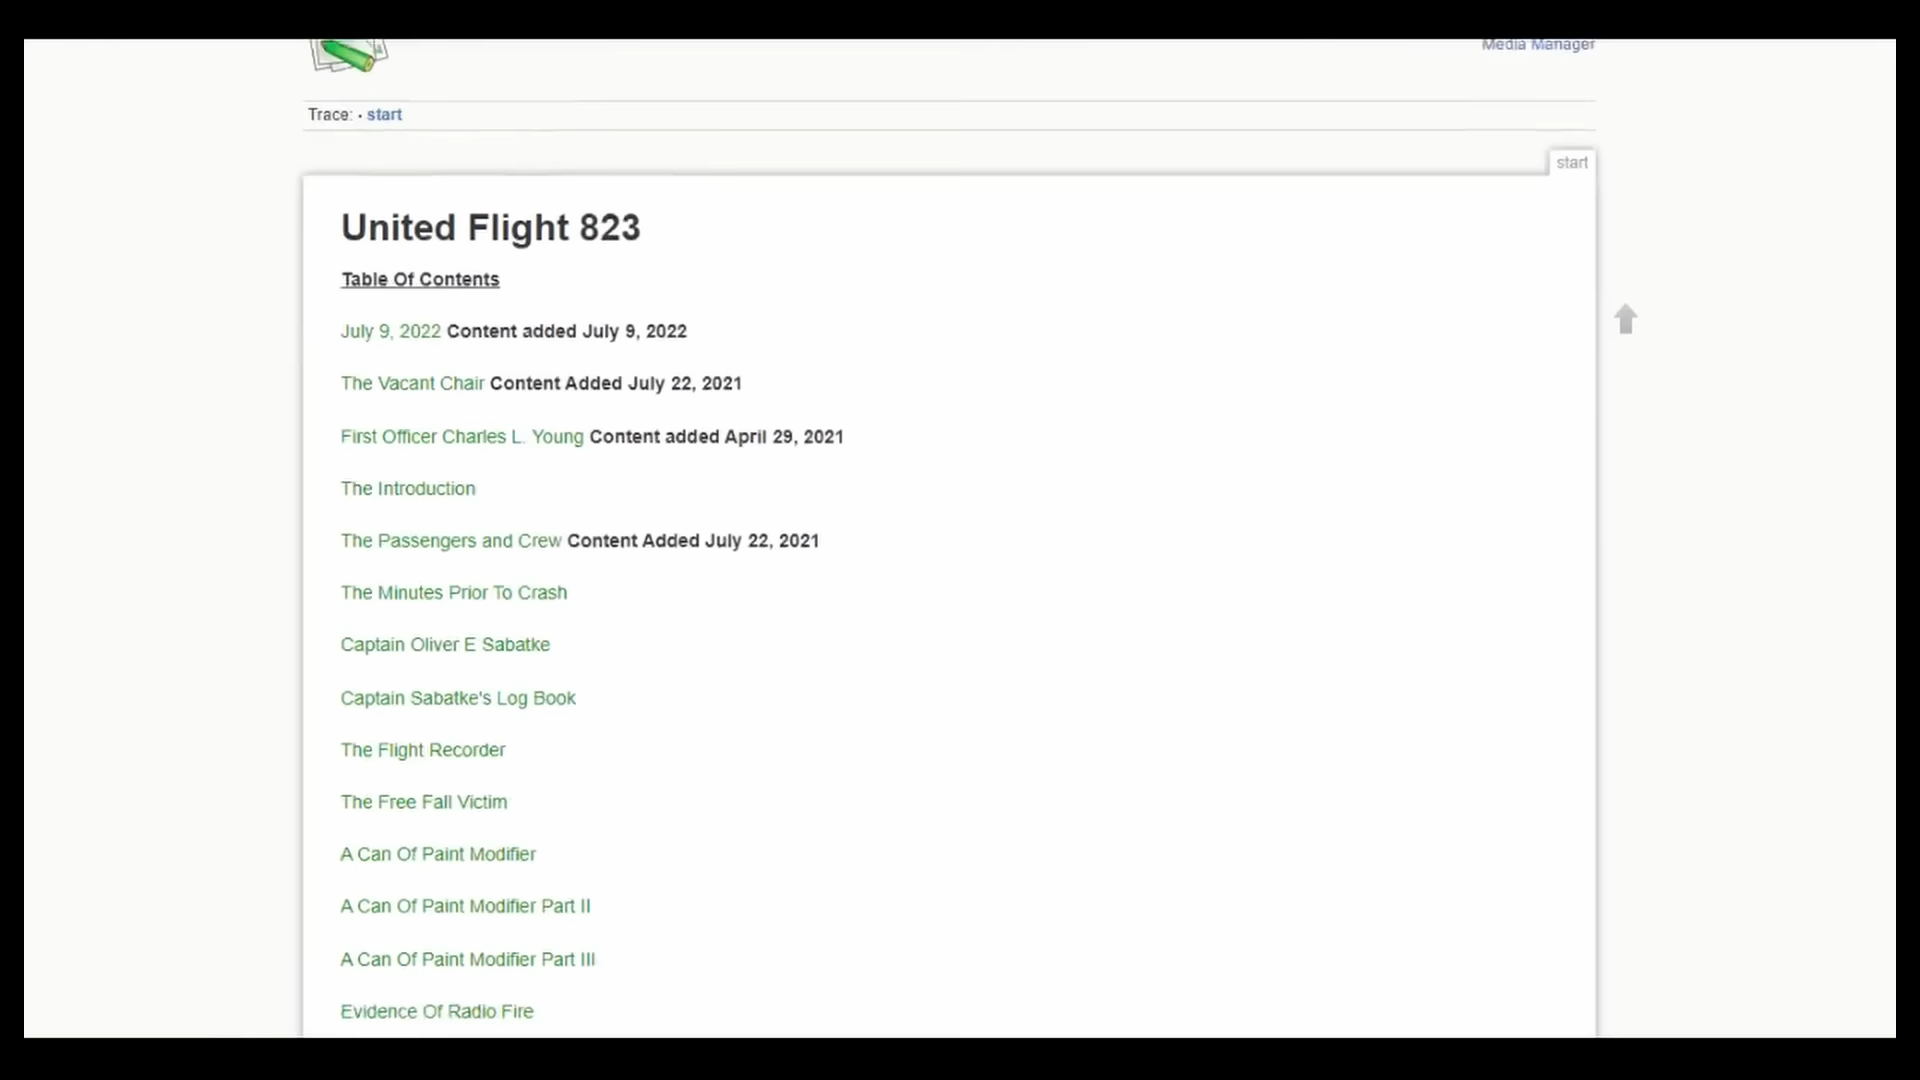 Media Manager
Trace: • start
start
United Flight 823
Table Of Contents
July 9, 2022 Content added July 9, 2022
The Vacant Chair Content Added July 22, 2021
First Officer Charles L. Young Content added April 29, 2021
The Introduction
The Passengers and Crew Content Added July 22, 2021
The Minutes Prior To Crash
Captain Oliver E Sabatke
Captain Sabatke's Log Book
The Flight Recorder
The Free Fall Victim
A Can Of Paint Modifier
A Can Of Paint Modifier Part II
A Can Of Paint Modifier Part III
Evidence Of Radio Fire